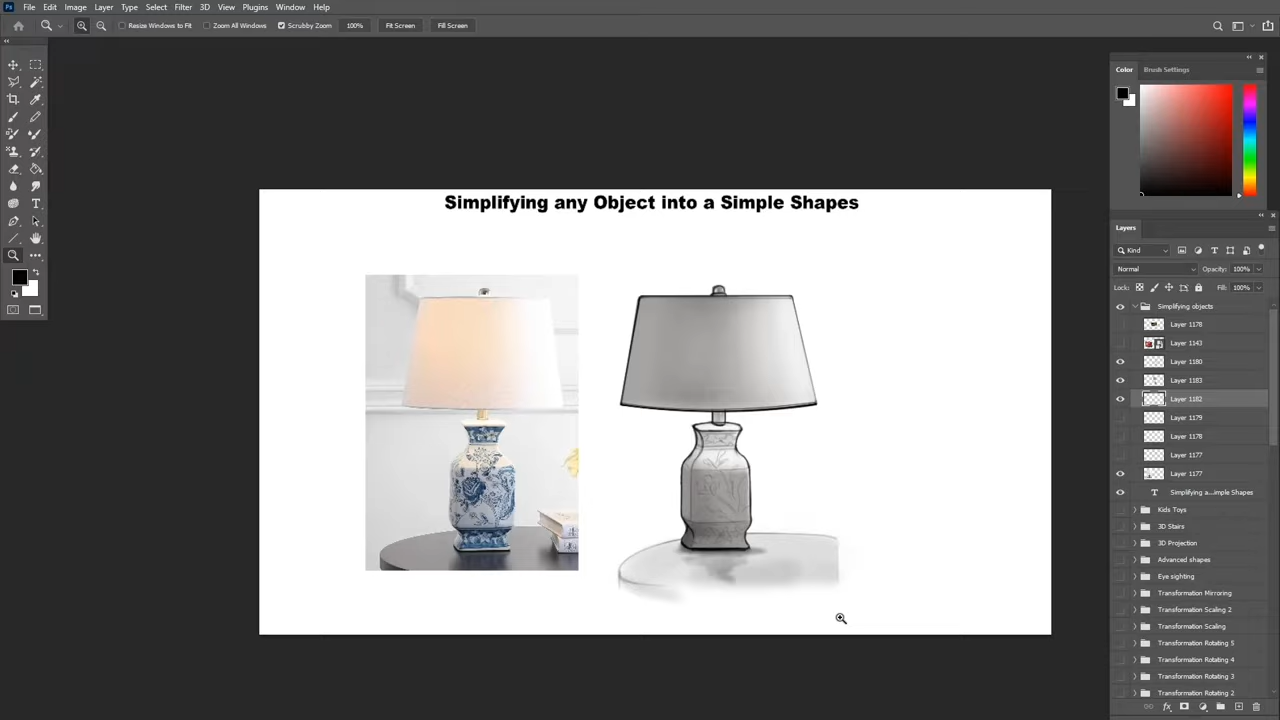 Ps File Edit Image Layer Type Select Filter 3D View Plugins Window Help
Resize Windows to Fit Zoom All Windows Scrubby Zoom 100% Fit Screen Fill Screen
Color Brush Settings
Simplifying any Object into a Simple Shapes
Layers
Kind
Normal Opacity: 100%
Lock: Fill: 100%
Simplifying objects
Layer 1178
Layer 1143
Layer 1180
Layer 1183
Layer 1182
Layer 1179
Layer 1178
Layer 1177
Layer 1177
T Simplifying a...imple Shapes
Kids Toys
3D Stairs
3D Projection
Advanced shapes
Eye sighting
Transformation Mirroring
Transformation Scaling 2
Transformation Scaling
Transformation Rotating 5
Transformation Rotating 4
Transformation Rotating 3
Transformation Rotating 2
fx